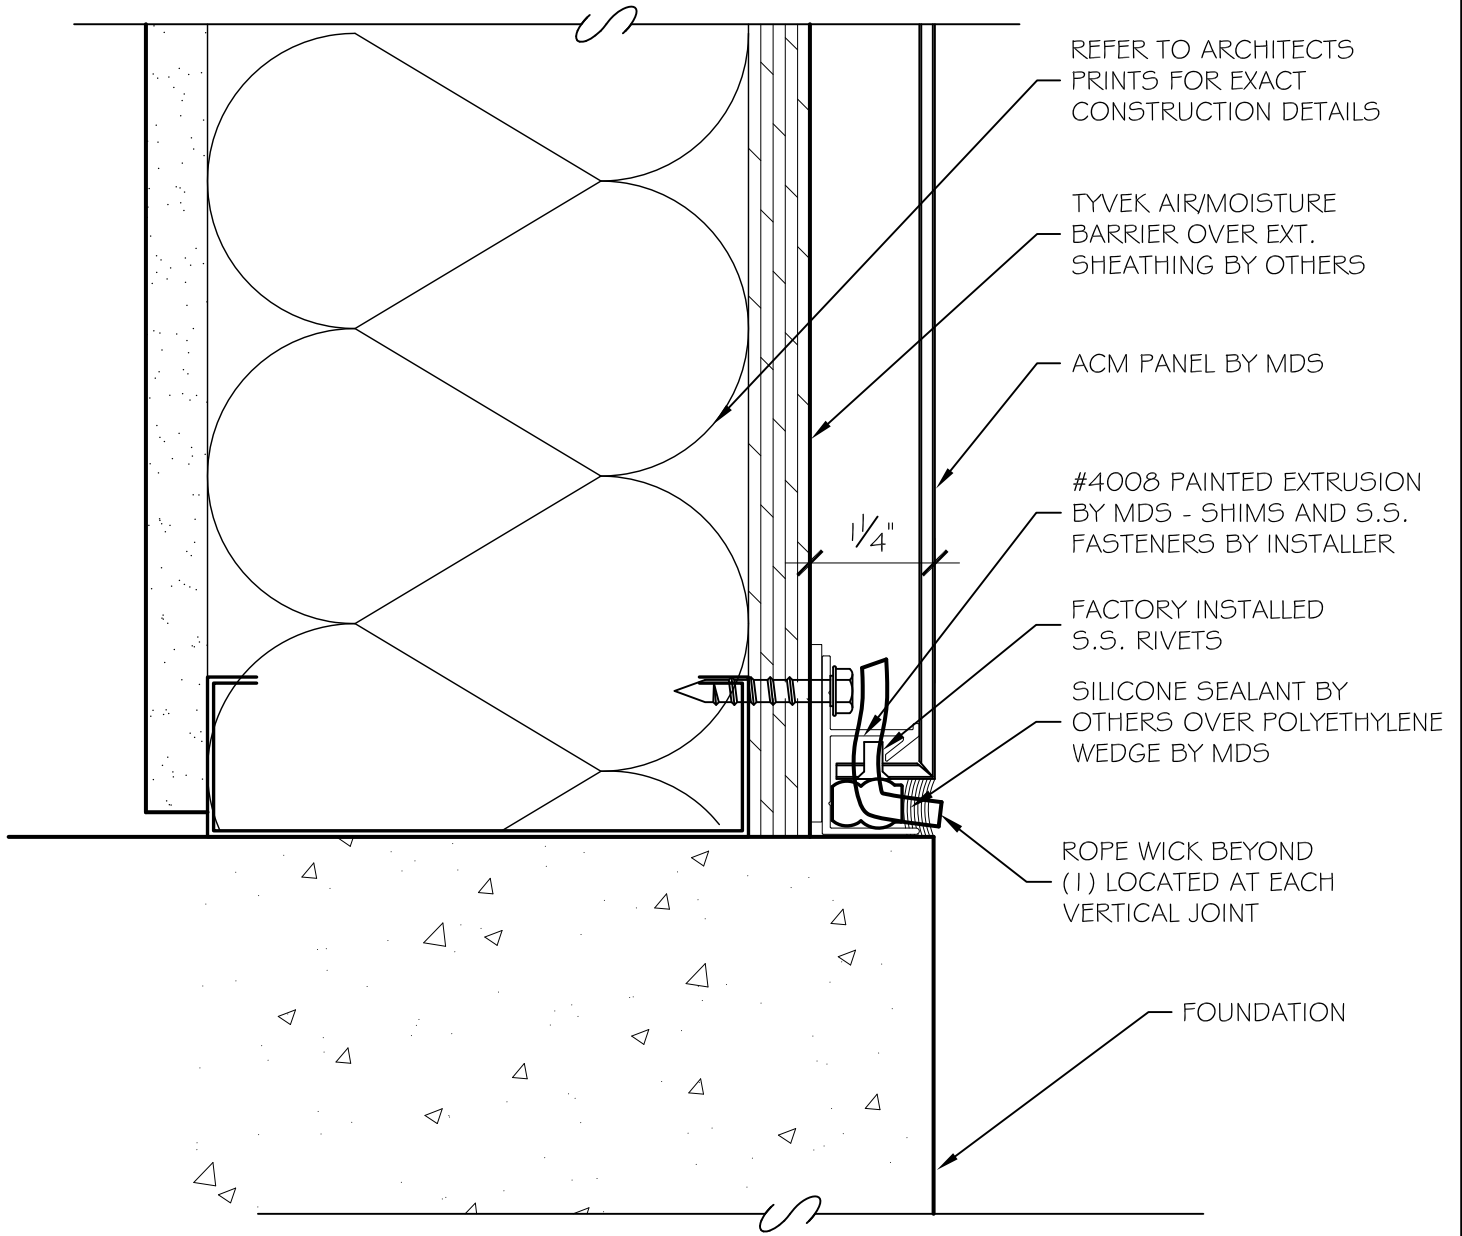 REFER TO ARCHITECTS
PRINTS FOR EXACT
CONSTRUCTION DETAILS
TYVEK AIR/MOISTURE
BARRIER OVER EXT.
SHEATHING BY OTHERS
ACM PANEL BY MDS
#4008 PAINTED EXTRUSION
BY MDS - SHIMS AND S.S.
FASTENERS BY INSTALLER
1 1/4"
FACTORY INSTALLED
S.S. RIVETS
SILICONE SEALANT BY
OTHERS OVER POLYETHYLENE
WEDGE BY MDS
ROPE WICK BEYOND
(1) LOCATED AT EACH
VERTICAL JOINT
FOUNDATION